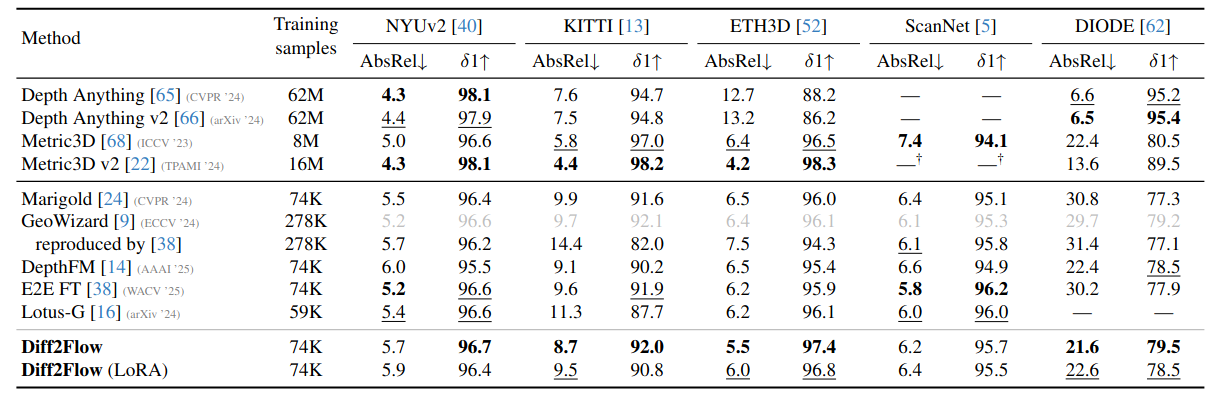 Method Training samples NYUv2 [40] KITTI [13] ETH3D [52] ScanNet [5] DIODE [62]
AbsRel↓ δ1↑ AbsRel↓ δ1↑ AbsRel↓ δ1↑ AbsRel↓ δ1↑ AbsRel↓ δ1↑
Depth Anything [65] (CVPR ’24) 62M 4.3 98.1 7.6 94.7 12.7 88.2 — — 6.6 95.2
Depth Anything v2 [66] (arXiv ’24) 62M 4.4 97.9 7.5 94.8 13.2 86.2 — — 6.5 95.4
Metric3D [68] (ICCV ’23) 8M 5.0 96.6 5.8 97.0 6.4 96.5 7.4 94.1 22.4 80.5
Metric3D v2 [22] (TPAMI ’24) 16M 4.3 98.1 4.4 98.2 4.2 98.3 —† —† 13.6 89.5
Marigold [24] (CVPR ’24) 74K 5.5 96.4 9.9 91.6 6.5 96.0 6.4 95.1 30.8 77.3
GeoWizard [9] (ECCV ’24) 278K 5.2 96.6 9.7 92.1 6.4 96.1 6.1 95.3 29.7 79.2
reproduced by [38] 278K 5.7 96.2 14.4 82.0 7.5 94.3 6.1 95.8 31.4 77.1
DepthFM [14] (AAAI ’25) 74K 6.0 95.5 9.1 90.2 6.5 95.4 6.6 94.9 22.4 78.5
E2E FT [38] (WACV ’25) 74K 5.2 96.6 9.6 91.9 6.2 95.9 5.8 96.2 30.2 77.9
Lotus-G [16] (arXiv ’24) 59K 5.4 96.6 11.3 87.7 6.2 96.1 6.0 96.0 — —
Diff2Flow 74K 5.7 96.7 8.7 92.0 5.5 97.4 6.2 95.7 21.6 79.5
Diff2Flow (LoRA) 74K 5.9 96.4 9.5 90.8 6.0 96.8 6.4 95.5 22.6 78.5